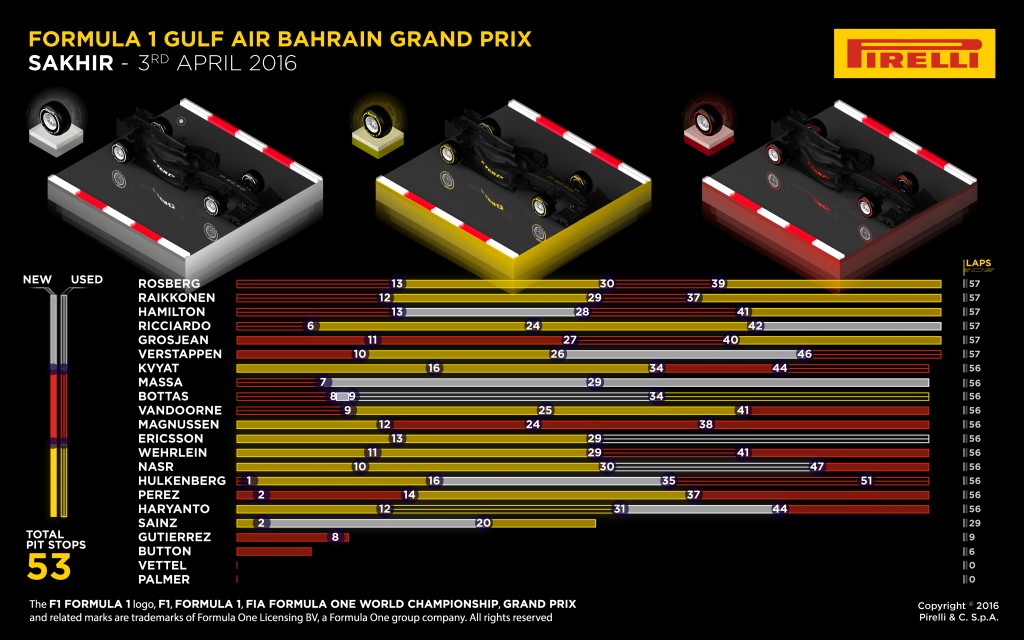 FORMULA 1 GULF AIR BAHRAIN GRAND PRIX
SAKHIR - 3RD APRIL 2016
PIRELLI
LAPS
NEW USED
ROSBERG 13 30 39 57
RAIKKONEN 12 29 37 57
HAMILTON 13 28 41 57
RICCIARDO 6 24 42 57
GROSJEAN 11 27 40 57
VERSTAPPEN 10 26 46 57
KVYAT 16 34 44 56
MASSA 7 29 56
BOTTAS 8 9 34 56
VANDOORNE 9 25 41 56
MAGNUSSEN 12 24 38 56
ERICSSON 13 29 56
WEHRLEIN 11 29 41 56
NASR 10 30 47 56
HULKENBERG 1 16 35 51 56
PEREZ 2 14 37 56
HARYANTO 12 31 44 56
SAINZ 2 20 29
GUTIERREZ 8 9
BUTTON 6
VETTEL 0
PALMER 0
TOTAL
PIT STOPS
53
The F1 FORMULA 1 logo, F1, FORMULA 1, FIA FORMULA ONE WORLD CHAMPIONSHIP, GRAND PRIX
and related marks are trademarks of Formula One Licensing BV, a Formula One group company. All rights reserved
Copyright © 2016
Pirelli & C. S.p.A.